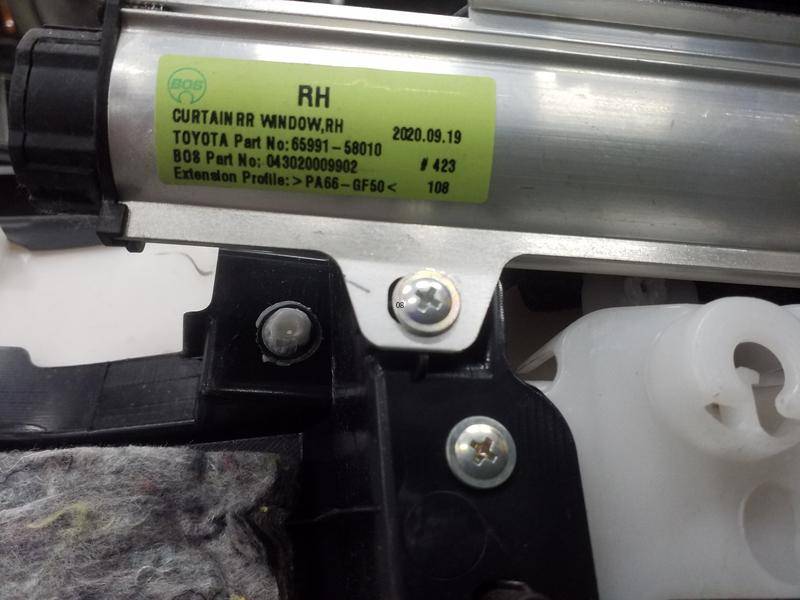 BOS
RH
CURTAIN RR WINDOW,RH
2020.09.19
TOYOTA Part No:65991-58010
BOS Part No: 043020009902
# 423
Extension Profile:>PA66-GF50<
108
08